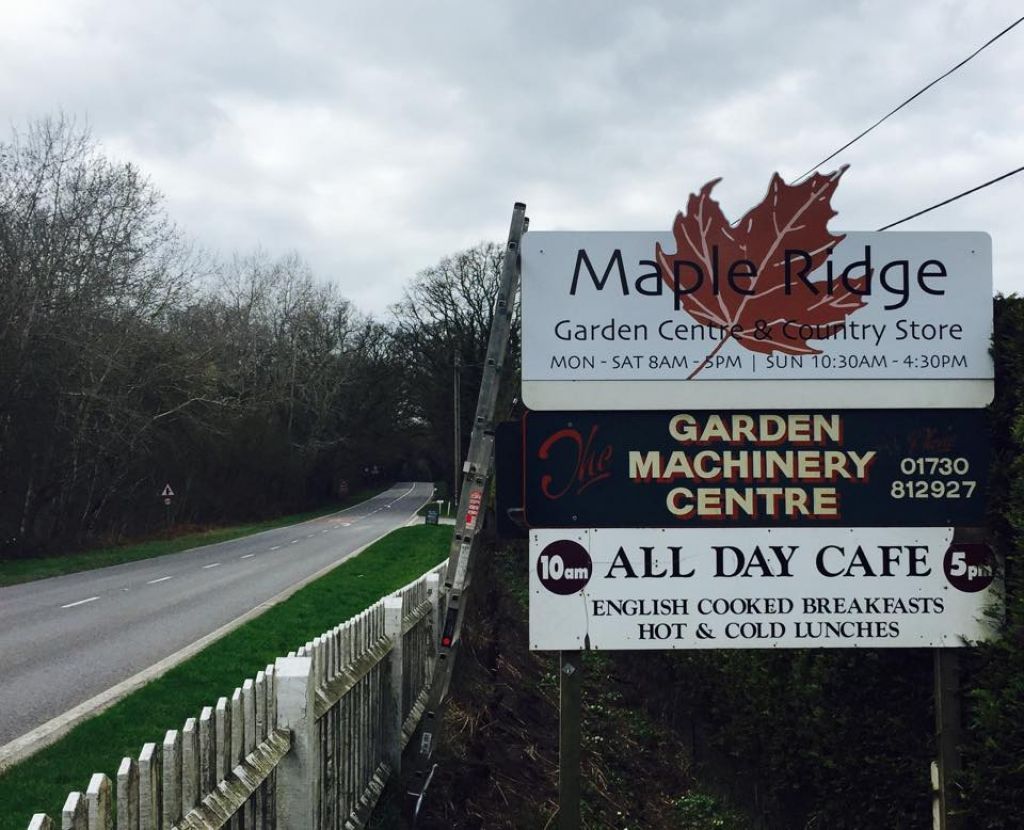 Maple Ridge
Garden Centre & Country Store
MON - SAT 8AM - 5PM | SUN 10:30AM - 4:30PM
The GARDEN
MACHINERY
CENTRE
01730
812927
10am ALL DAY CAFE 5pm
ENGLISH COOKED BREAKFASTS
HOT & COLD LUNCHES